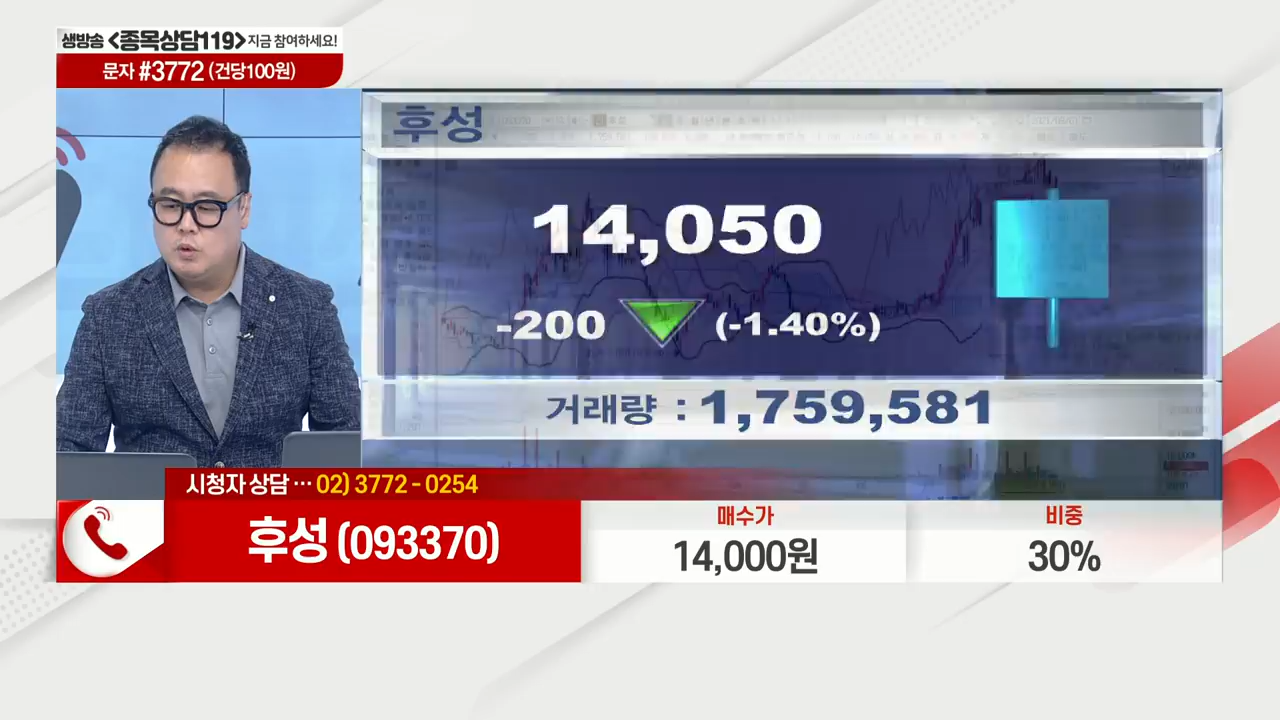 생방송 <종목상담119> 지금 참여하세요!
문자 #3772 (건당100원)
후성
14,050
-200 (-1.40%)
거래량 : 1,759,581
시청자 상담 ··· 02) 3772 - 0254
후성 (093370)
매수가
14,000원
비중
30%